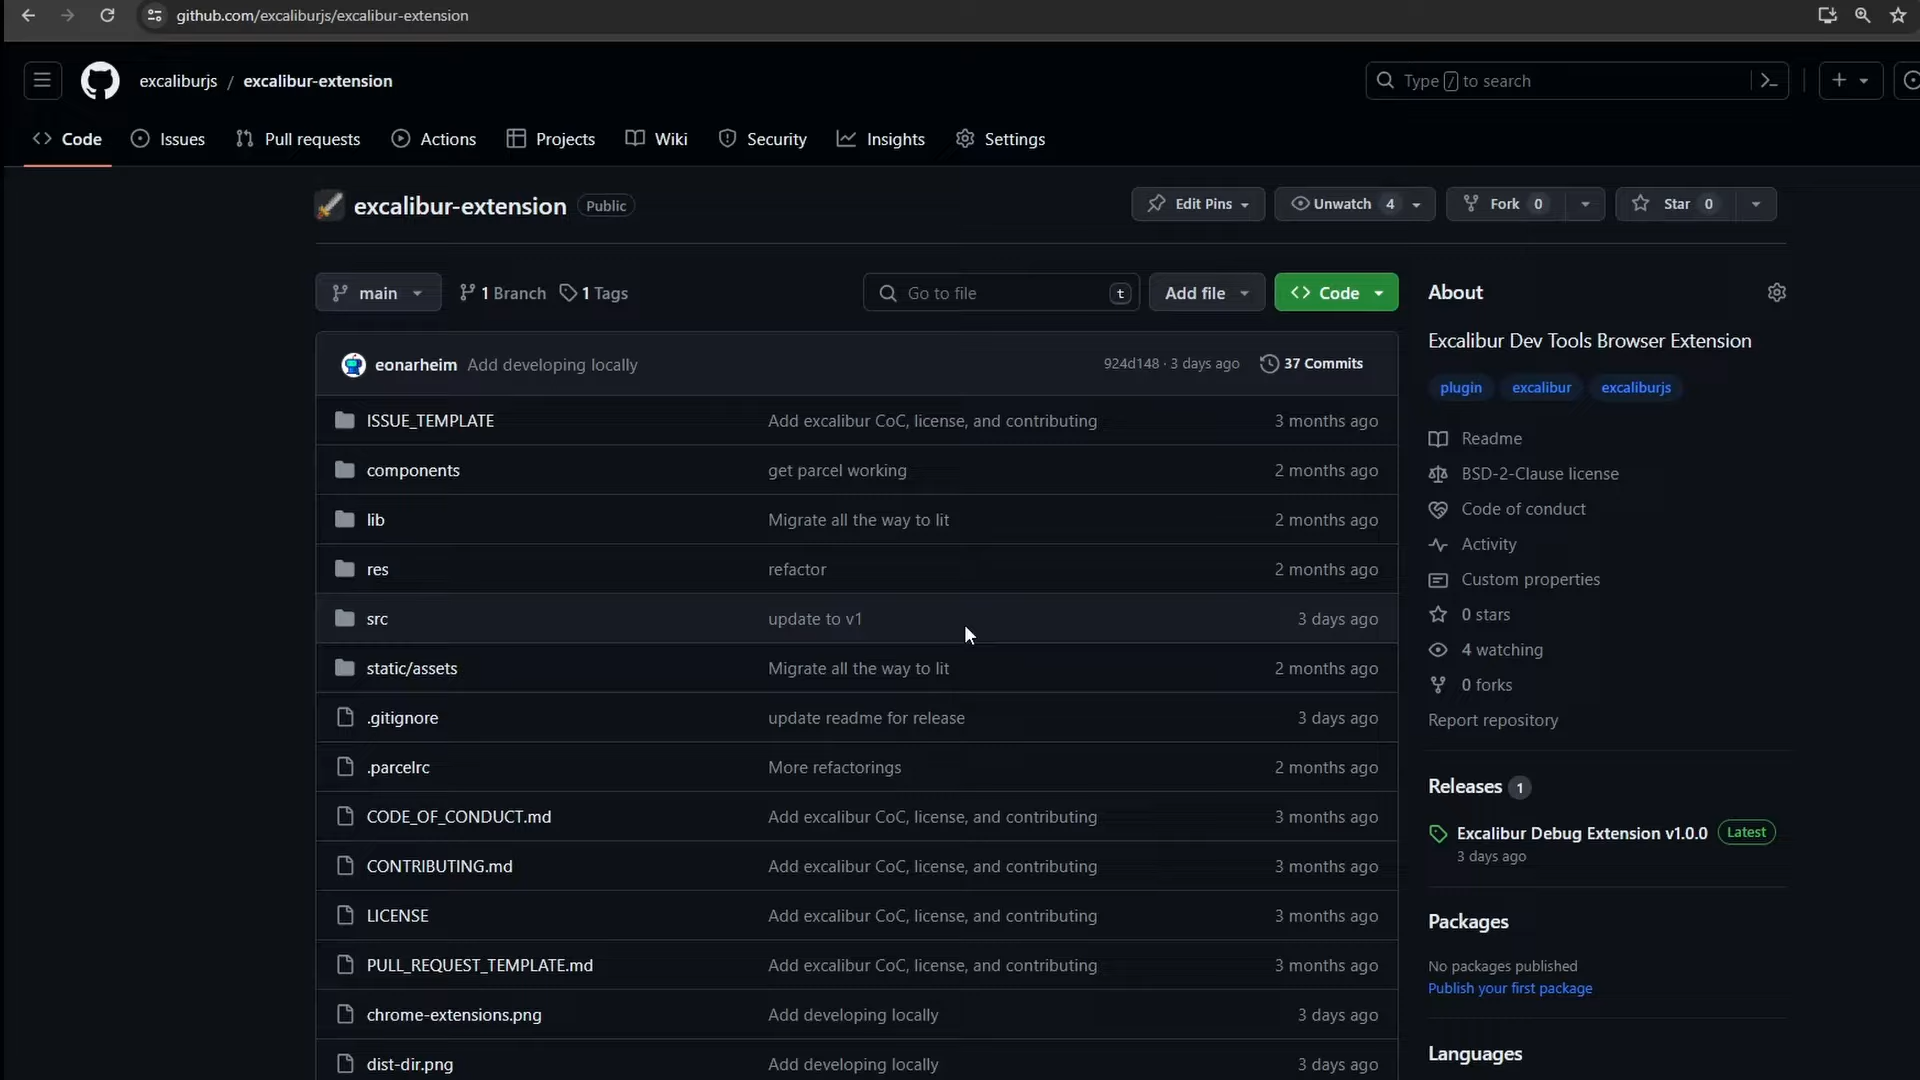 github.com/excaliburjs/excalibur-extension
excaliburjs / excalibur-extension
Type / to search
Code Issues Pull requests Actions Projects Wiki Security Insights Settings
excalibur-extension Public
Edit Pins Unwatch 4 Fork 0 Star 0
main 1 Branch 1 Tags Go to file t Add file Code
eonarheim Add developing locally 924d148 · 3 days ago 37 Commits
ISSUE_TEMPLATE Add excalibur CoC, license, and contributing 3 months ago
components get parcel working 2 months ago
lib Migrate all the way to lit 2 months ago
res refactor 2 months ago
src update to v1 3 days ago
static/assets Migrate all the way to lit 2 months ago
.gitignore update readme for release 3 days ago
.parcelrc More refactorings 2 months ago
CODE_OF_CONDUCT.md Add excalibur CoC, license, and contributing 3 months ago
CONTRIBUTING.md Add excalibur CoC, license, and contributing 3 months ago
LICENSE Add excalibur CoC, license, and contributing 3 months ago
PULL_REQUEST_TEMPLATE.md Add excalibur CoC, license, and contributing 3 months ago
chrome-extensions.png Add developing locally 3 days ago
dist-dir.png Add developing locally 3 days ago
About
Excalibur Dev Tools Browser Extension
plugin excalibur excaliburjs
Readme
BSD-2-Clause license
Code of conduct
Activity
Custom properties
0 stars
4 watching
0 forks
Report repository
Releases 1
Excalibur Debug Extension v1.0.0 Latest
3 days ago
Packages
No packages published
Publish your first package
Languages